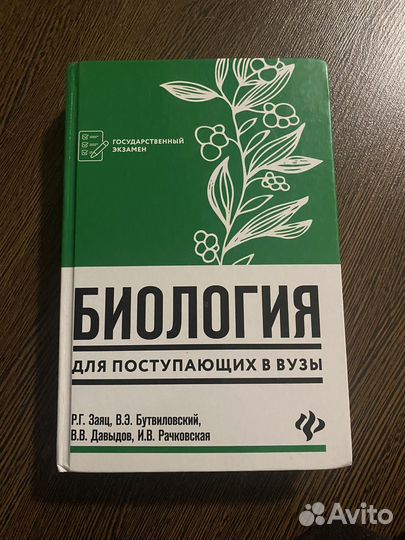 ГОСУДАРСТВЕННЫЙ
ЭКЗАМЕН
БИОЛОГИЯ
ДЛЯ ПОСТУПАЮЩИХ В ВУЗЫ
Р.Г. Заяц, В.Э. Бутвиловский,
В.В. Давыдов, И.В. Рачковская
Avito